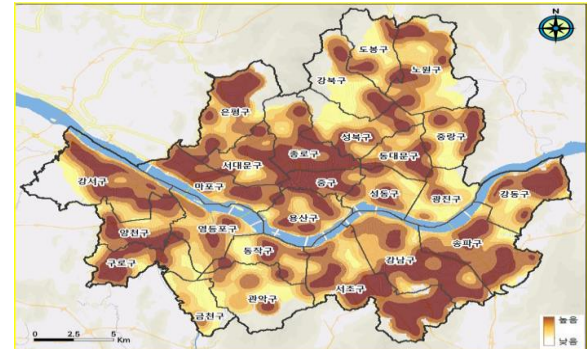 N
도봉구
노원구
강북구
은평구
성북구
중랑구
종로구
동대문구
서대문구
중구
마포구
강서구
성동구
광진구
강동구
용산구
양천구
영등포구
송파구
동작구
강남구
구로구
서초구
관악구
금천구
높음
낮음
0 2.5 5
Km